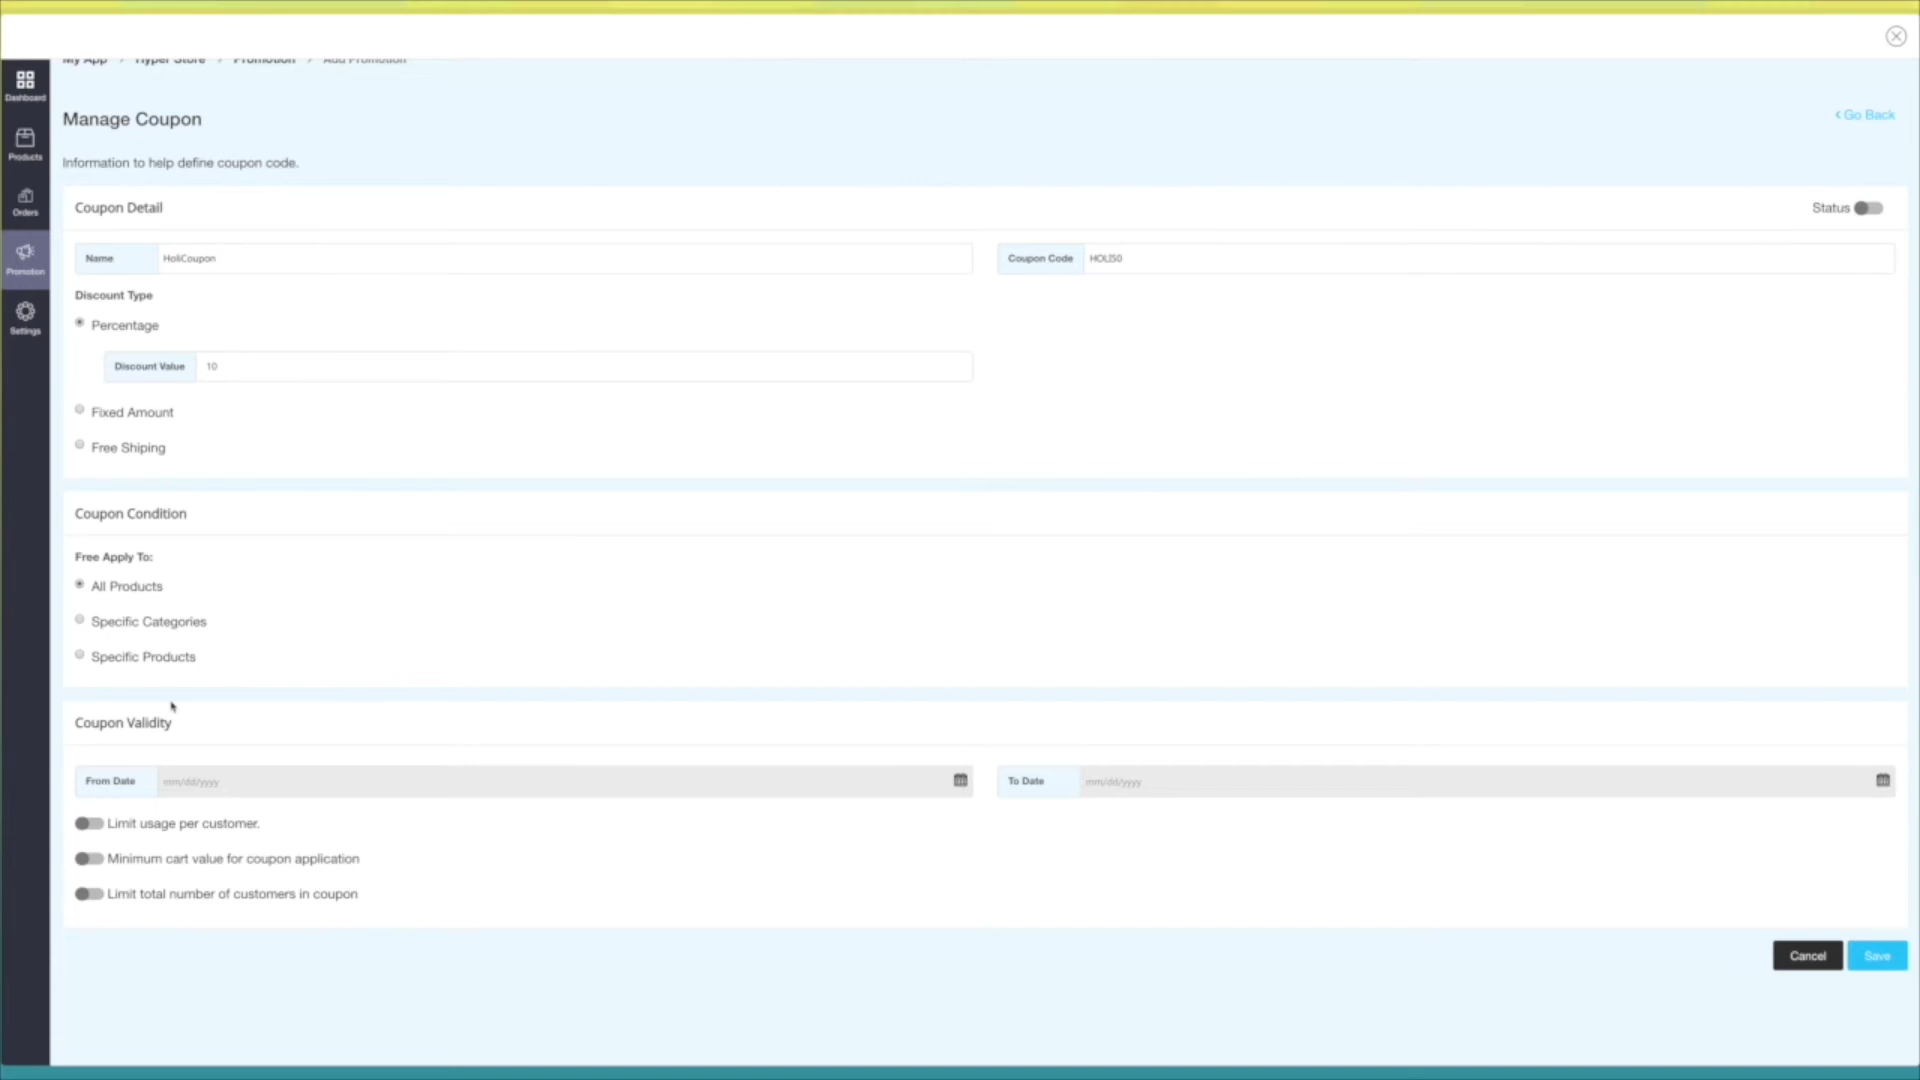 My App > Hyper Store > Promotion > Add Promotion
Dashboard
Manage Coupon
< Go Back
Products
Information to help define coupon code.
Orders
Coupon Detail
Status
Promotion
Name HoliCoupon
Coupon Code HOLI50
Discount Type
Settings
Percentage
Discount Value 10
Fixed Amount
Free Shiping
Coupon Condition
Free Apply To:
All Products
Specific Categories
Specific Products
Coupon Validity
From Date mm/dd/yyyy
To Date mm/dd/yyyy
Limit usage per customer.
Minimum cart value for coupon application
Limit total number of customers in coupon
Cancel
Save